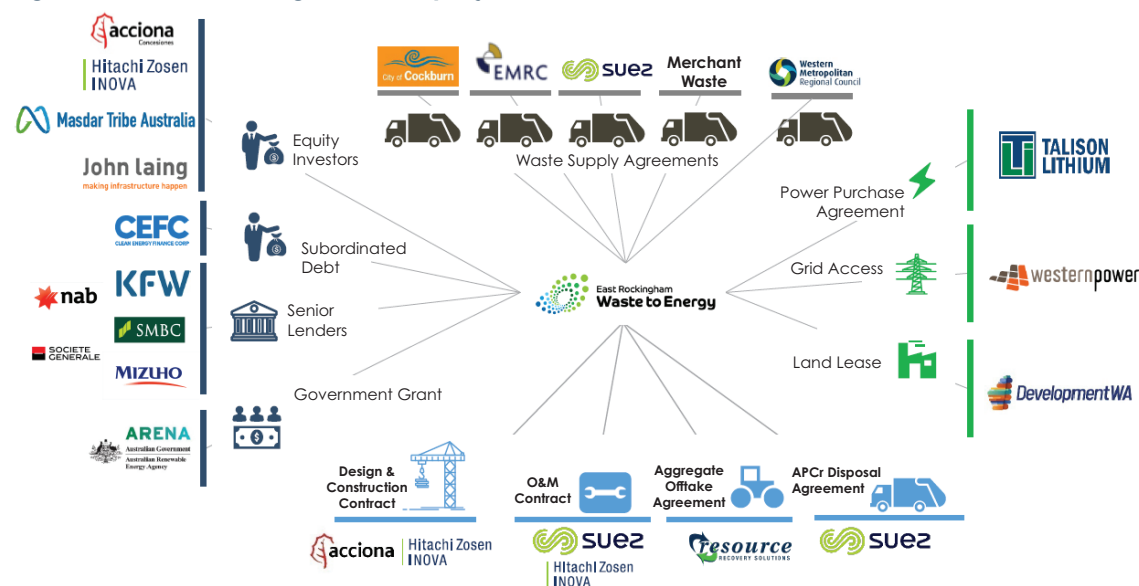 acciona
Concesiones
Hitachi Zosen
INOVA
Masdar Tribe Australia
John laing
making infrastructure happen
Equity
Investors
CEFC
CLEAN ENERGY FINANCE CORP
Subordinated
Debt
KFW
nab
SMBC
SOCIETE
GENERALE
MIZUHO
Senior
Lenders
Government Grant
ARENA
Australian Government
Australian Renewable
Energy Agency
City of Cockburn
EMRC
suez
Merchant
Waste
Western
Metropolitan
Regional Council
Waste Supply Agreements
East Rockingham
Waste to Energy
Power Purchase
Agreement
TALISON
LITHIUM
Grid Access
westernpower
Land Lease
DevelopmentWA
Design &
Construction
Contract
acciona
Hitachi Zosen
INOVA
O&M
Contract
suez
Hitachi Zosen
INOVA
Aggregate
Offtake
Agreement
resource
RECOVERY SOLUTIONS
APCr Disposal
Agreement
suez